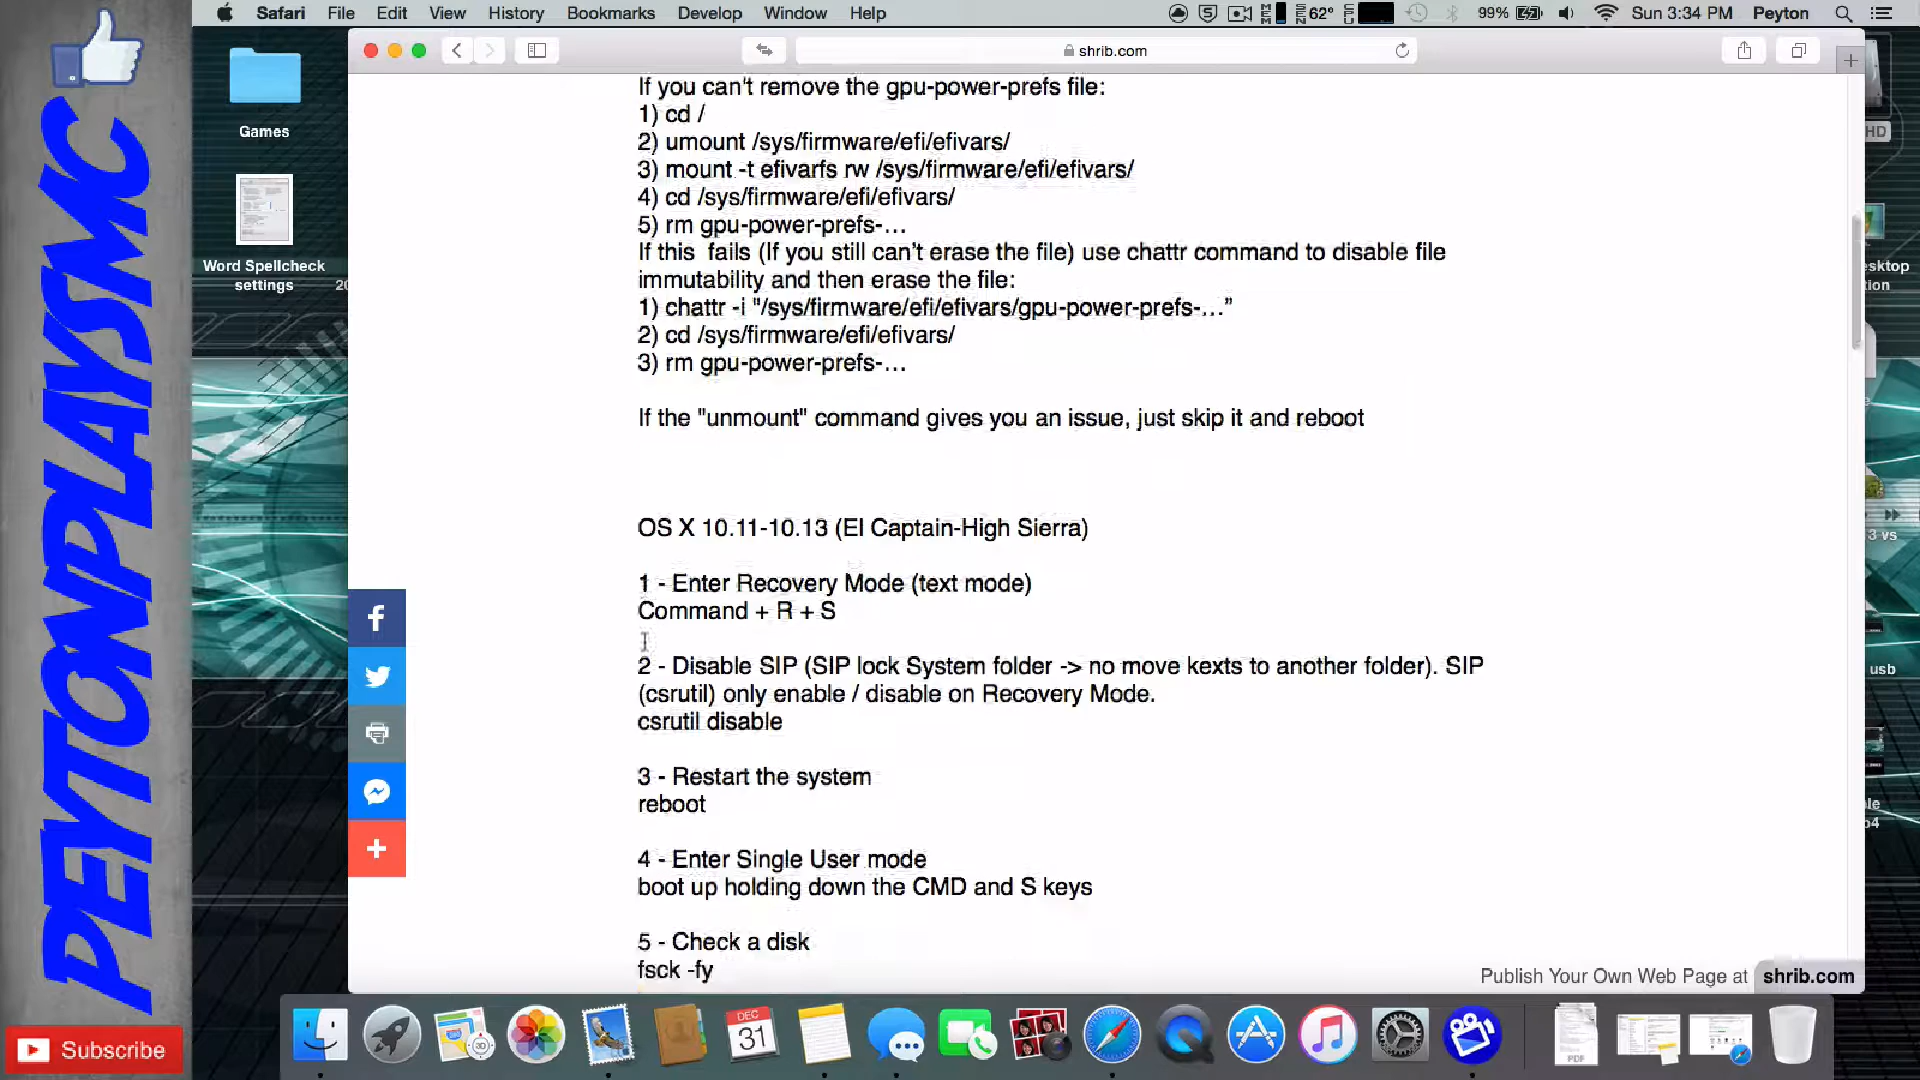 Safari File Edit View History Bookmarks Develop Window Help
62° 99% Sun 3:34 PM Peyton
shrib.com
Games
Word Spellcheck
settings
PEYTONPLAYSMC
Subscribe
If you can't remove the gpu-power-prefs file:
1) cd /
2) umount /sys/firmware/efi/efivars/
3) mount -t efivarfs rw /sys/firmware/efi/efivars/
4) cd /sys/firmware/efi/efivars/
5) rm gpu-power-prefs-…
If this  fails (If you still can't erase the file) use chattr command to disable file
immutability and then erase the file:
1) chattr -i "/sys/firmware/efi/efivars/gpu-power-prefs-…”
2) cd /sys/firmware/efi/efivars/
3) rm gpu-power-prefs-…
If the "unmount" command gives you an issue, just skip it and reboot
OS X 10.11-10.13 (El Captain-High Sierra)
1 - Enter Recovery Mode (text mode)
Command + R + S
2 - Disable SIP (SIP lock System folder -> no move kexts to another folder). SIP
(csrutil) only enable / disable on Recovery Mode.
csrutil disable
3 - Restart the system
reboot
4 - Enter Single User mode
boot up holding down the CMD and S keys
5 - Check a disk
fsck -fy
Publish Your Own Web Page at shrib.com
HD
sktop
tion
3 vs
usb
DEC
31
PDF